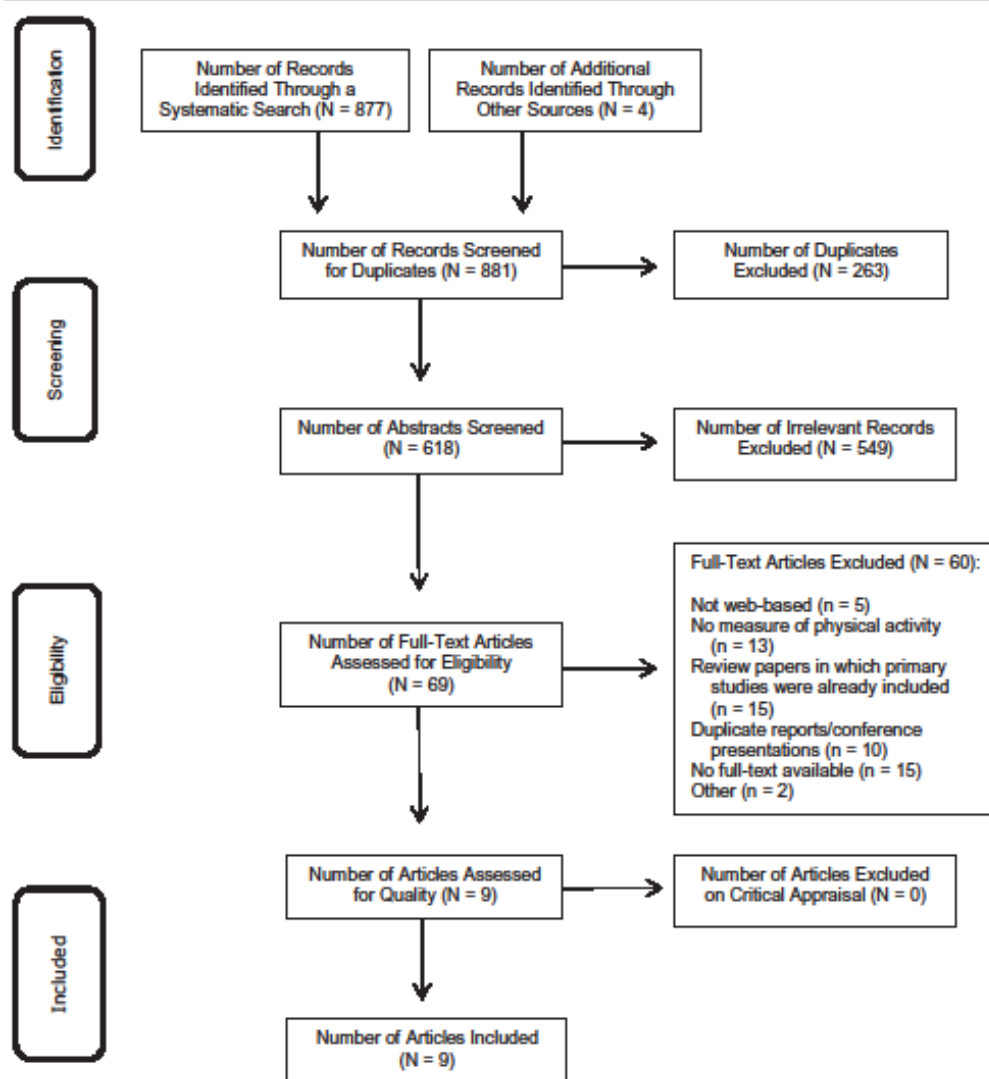 Identification
Number of Records
Identified Through a
Systematic Search (N = 877)
Number of Additional
Records Identified Through
Other Sources (N = 4)
Screening
Number of Records Screened
for Duplicates (N = 881)
Number of Duplicates
Excluded (N = 263)
Number of Abstracts Screened
(N = 618)
Number of Irrelevant Records
Excluded (N = 549)
Eligibility
Number of Full-Text Articles
Assessed for Eligibility
(N = 69)
Full-Text Articles Excluded (N = 60):
Not web-based (n = 5)
No measure of physical activity
(n = 13)
Review papers in which primary
studies were already included
(n = 15)
Duplicate reports/conference
presentations (n = 10)
No full-text available (n = 15)
Other (n = 2)
Included
Number of Articles Assessed
for Quality (N = 9)
Number of Articles Excluded
on Critical Appraisal (N = 0)
Number of Articles Included
(N = 9)